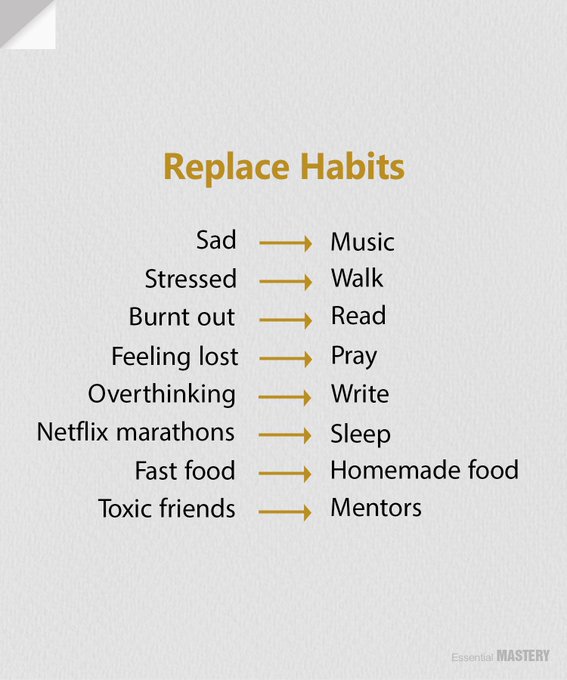 Replace Habits
Sad → Music
Stressed → Walk
Burnt out → Read
Feeling lost → Pray
Overthinking → Write
Netflix marathons → Sleep
Fast food → Homemade food
Toxic friends → Mentors
Essential MASTERY